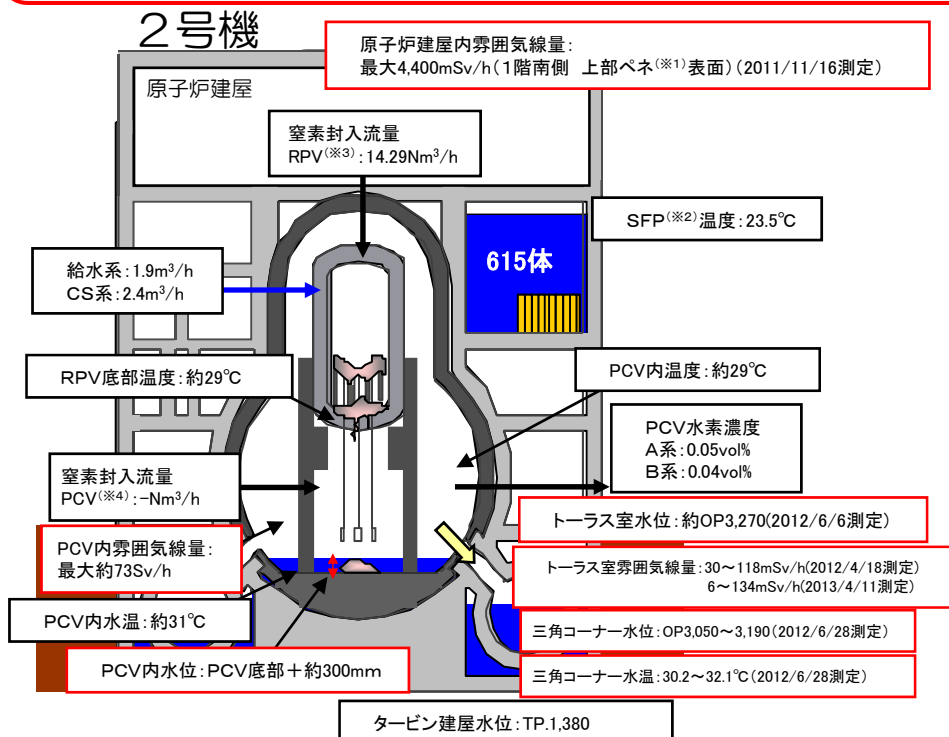 2号機
原子炉建屋内雰囲気線量:
最大4,400mSv/h(1階南側 上部ペネ(※1)表面)(2011/11/16測定)
原子炉建屋
窒素封入流量
RPV(※3):14.29Nm3/h
SFP(※2)温度:23.5℃
615体
給水系:1.9m3/h
CS系:2.4m3/h
RPV底部温度:約29℃
PCV内温度:約29℃
PCV水素濃度
A系:0.05vol%
B系:0.04vol%
窒素封入流量
PCV(※4):-Nm3/h
トーラス室水位:約OP3,270(2012/6/6測定)
PCV内雰囲気線量:
最大約73Sv/h
トーラス室雰囲気線量:30~118mSv/h(2012/4/18測定)
6~134mSv/h(2013/4/11測定)
PCV内水温:約31℃
三角コーナー水位:OP3,050~3,190(2012/6/28測定)
PCV内水位:PCV底部+約300mm
三角コーナー水温:30.2~32.1℃(2012/6/28測定)
タービン建屋水位:TP.1,380